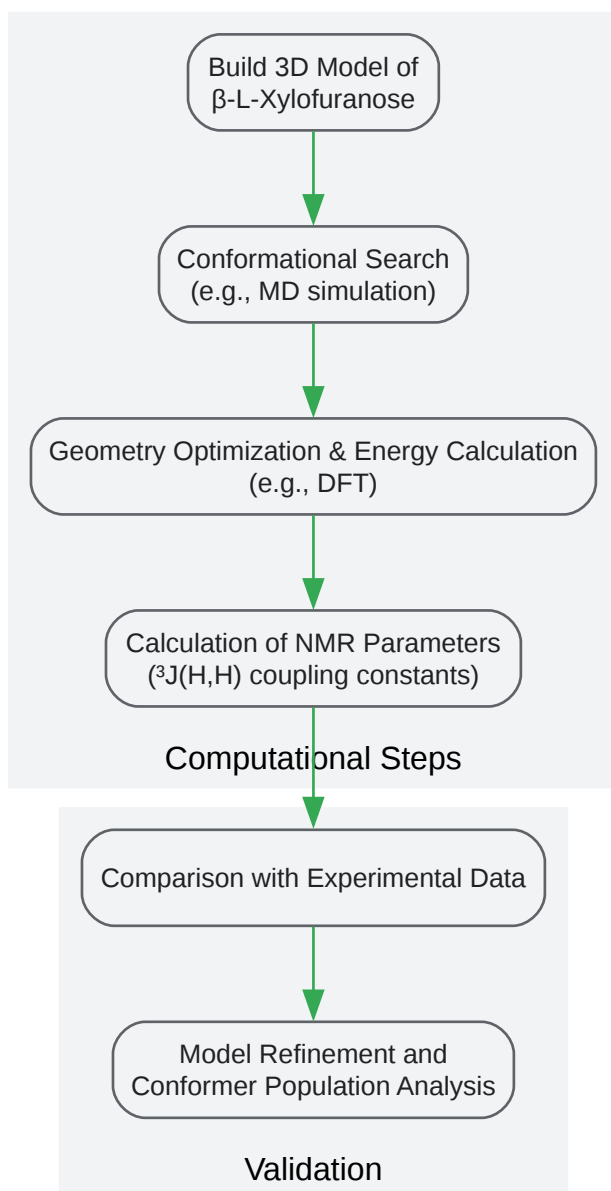 Build 3D Model of
β-L-Xylofuranose
Conformational Search
(e.g., MD simulation)
Geometry Optimization & Energy Calculation
(e.g., DFT)
Calculation of NMR Parameters
(³J(H,H) coupling constants)
Computational Steps
Comparison with Experimental Data
Model Refinement and
Conformer Population Analysis
Validation